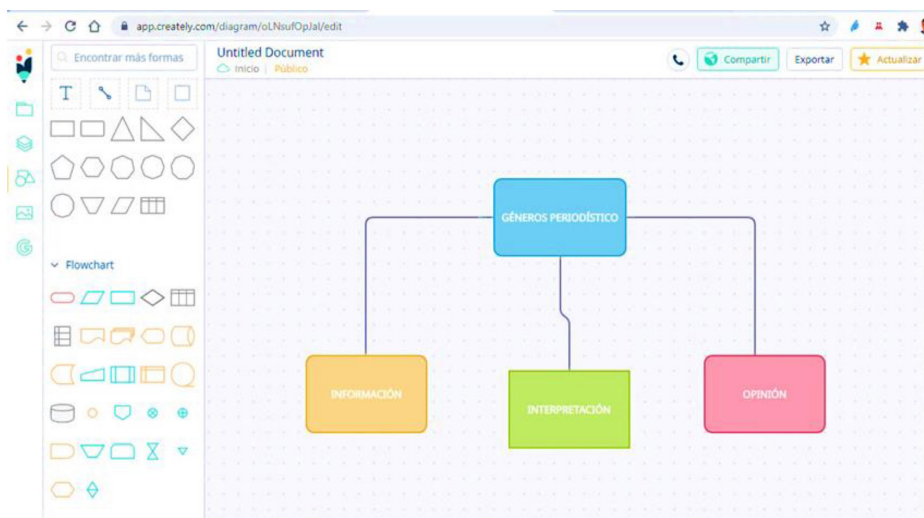 app.creately.com/diagram/oLNsufOpJal/edit
Encontrar más formas
Untitled Document
Inicio | Público
Compartir
Exportar
Actualizar
T
Flowchart
GÉNEROS PERIODÍSTICO
INFORMACIÓN
INTERPRETACIÓN
OPINIÓN